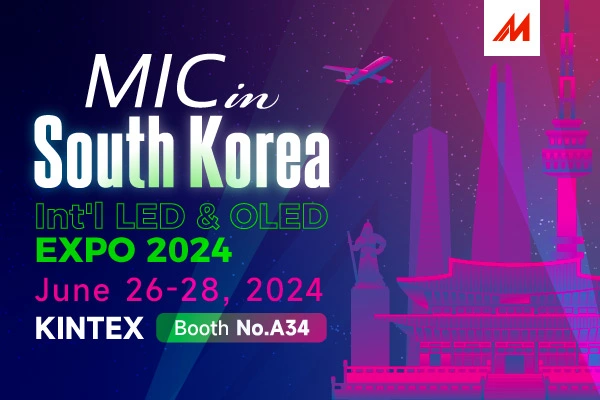 MIC in
South Korea
Int'l LED & OLED
EXPO 2024
June 26-28, 2024
KINTEX Booth No.A34